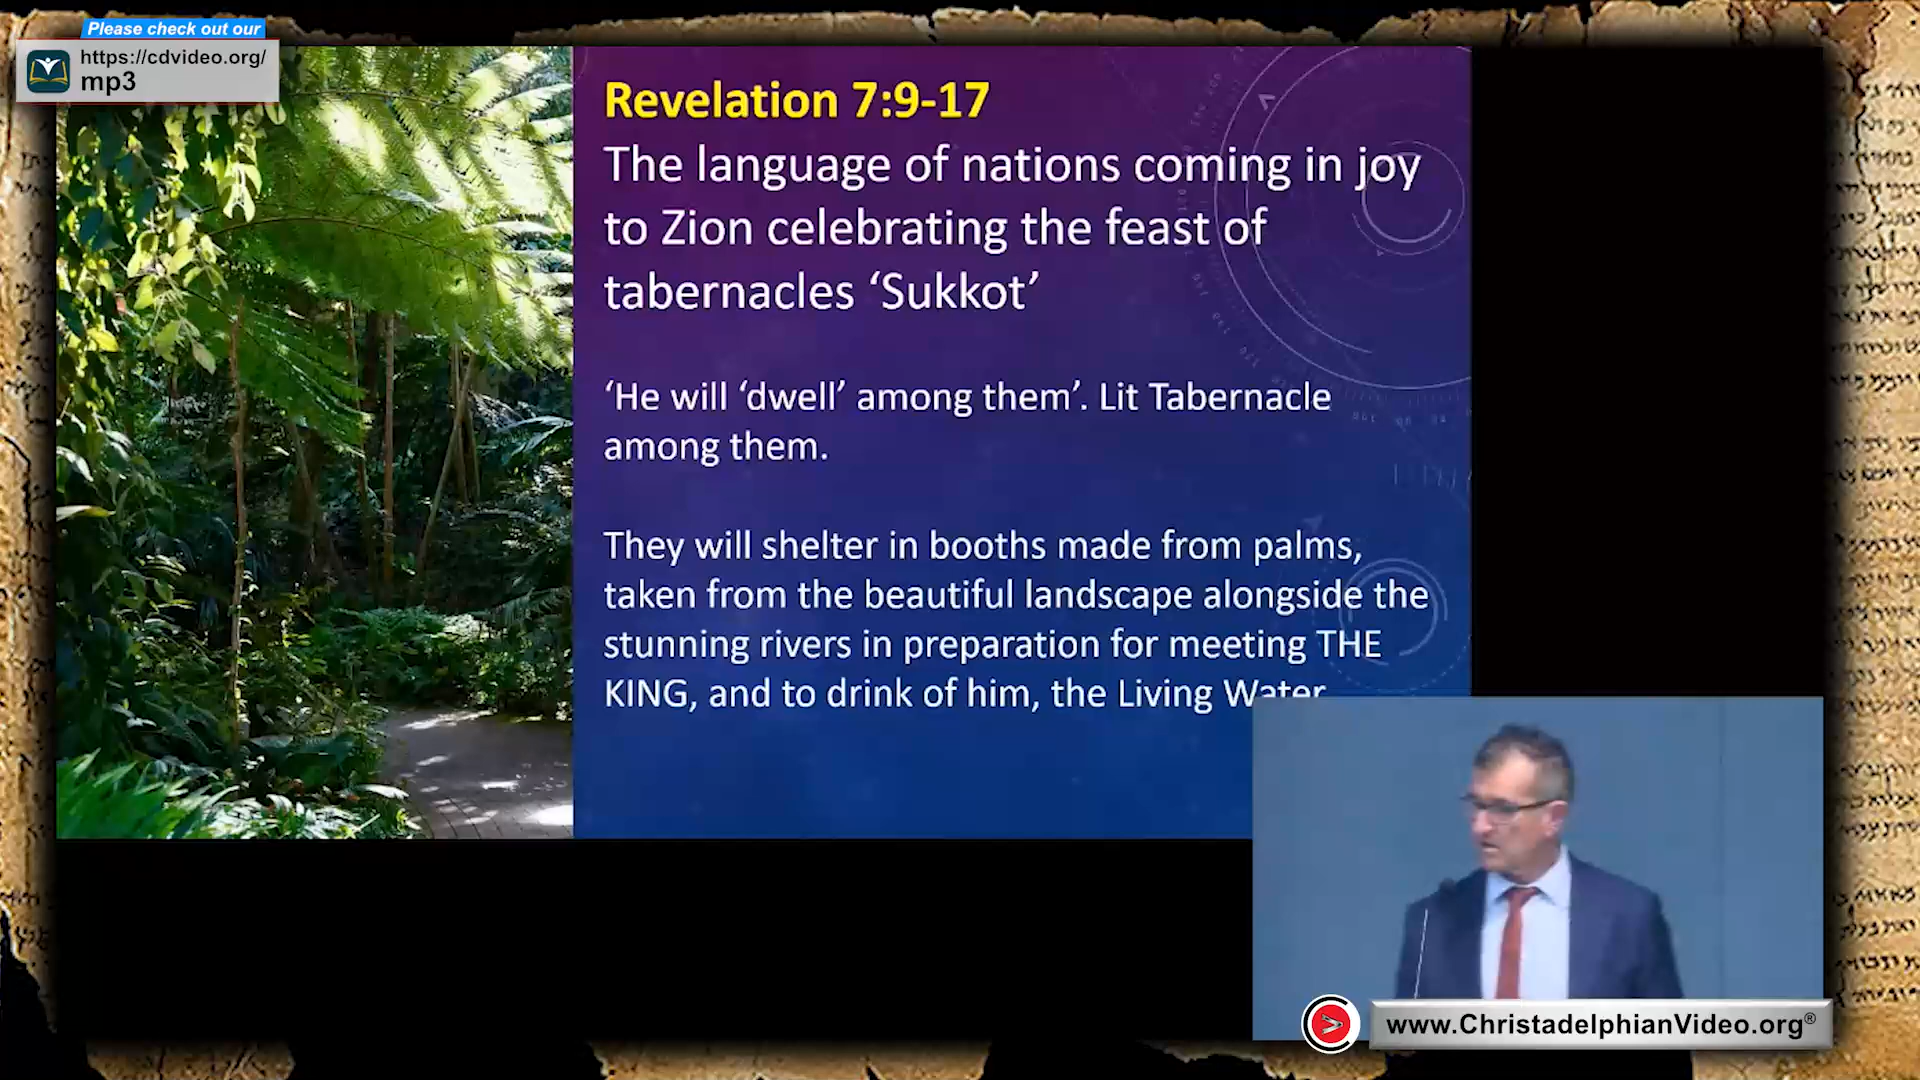 Please check out our
https://cdvideo.org/
mp3
Revelation 7:9-17
The language of nations coming in joy
to Zion celebrating the feast of
tabernacles ‘Sukkot’
‘He will ‘dwell’ among them’. Lit Tabernacle
among them.
They will shelter in booths made from palms,
taken from the beautiful landscape alongside the
stunning rivers in preparation for meeting THE
KING, and to drink of him, the Living Water
www.ChristadelphianVideo.org®